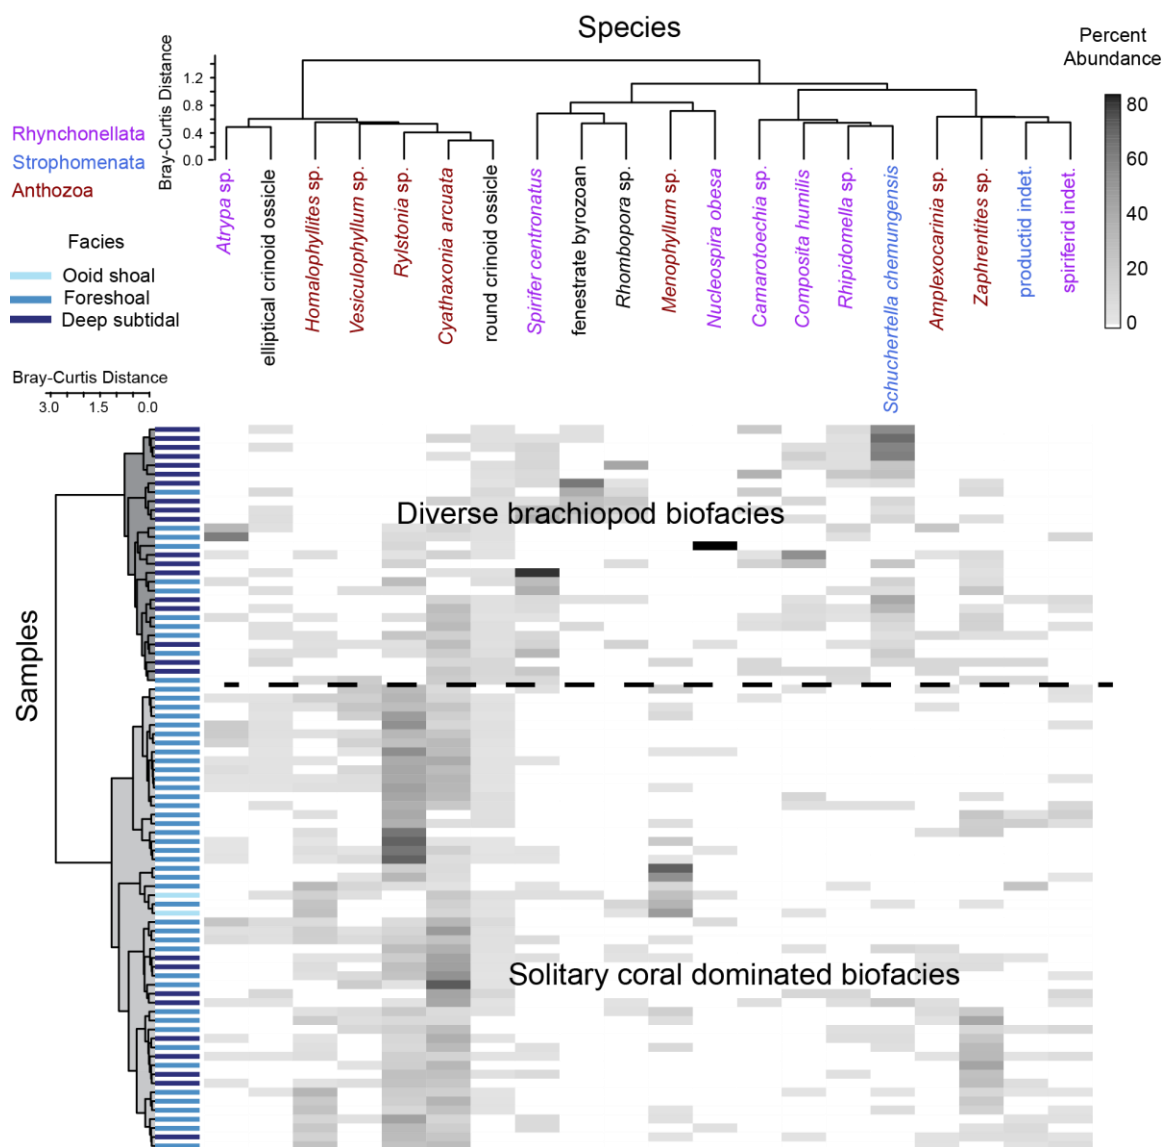 Species
Percent
Abundance
Bray-Curtis Distance
1.2
0.8
0.4
0.0
80
60
40
20
0
Rhynchonellata
Strophomenata
Anthozoa
Facies
Ooid shoal
Foreshoal
Deep subtidal
Atrypa sp.
elliptical crinoid ossicle
Homalophyllites sp.
Vesiculophyllum sp.
Rylstonia sp.
Cyathaxonia arcuata
round crinoid ossicle
Spirifer centronatus
fenestrate byrozoan
Rhombopora sp.
Menophyllum sp.
Nucleospira obesa
Camarotoechia sp.
Composita humilis
Rhipidomella sp.
Schuchertella chemungensis
Amplexocarinia sp.
Zaphrentites sp.
productid indet.
spiriferid indet.
Bray-Curtis Distance
3.0 1.5 0.0
Samples
Diverse brachiopod biofacies
Solitary coral dominated biofacies